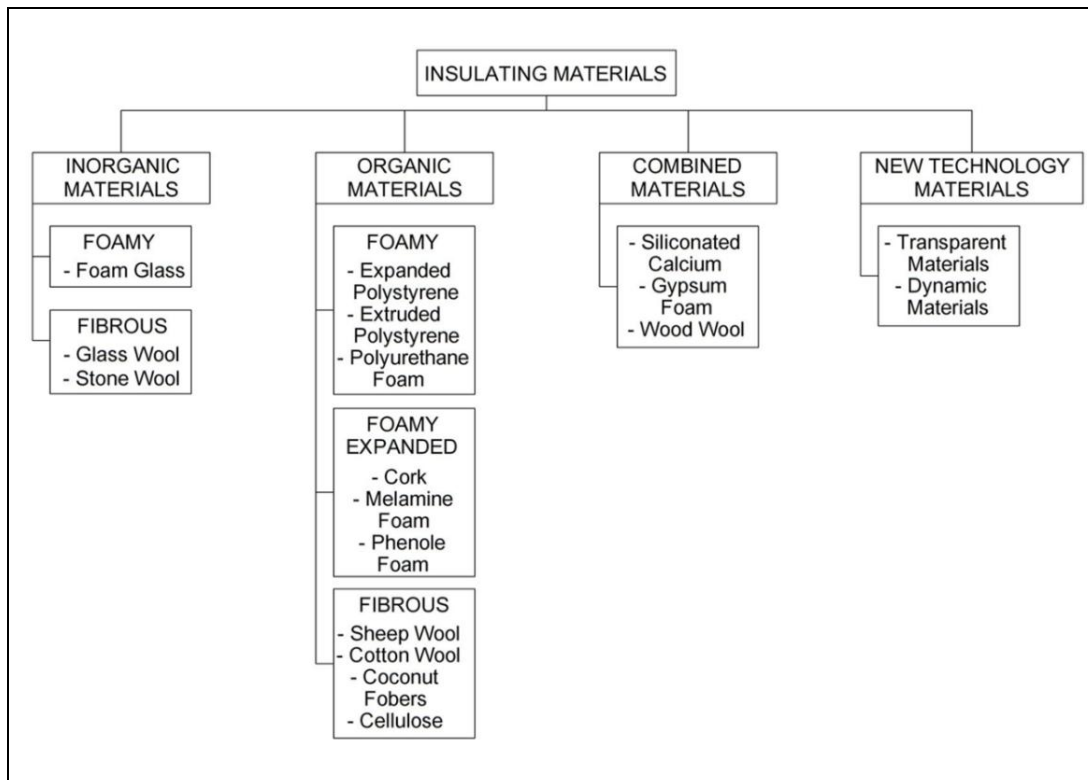 INSULATING MATERIALS
INORGANIC
MATERIALS
FOAMY
- Foam Glass
FIBROUS
- Glass Wool
- Stone Wool
ORGANIC
MATERIALS
FOAMY
- Expanded
Polystyrene
- Extruded
Polystyrene
- Polyurethane
Foam
FOAMY
EXPANDED
- Cork
- Melamine
Foam
- Phenole
Foam
FIBROUS
- Sheep Wool
- Cotton Wool
- Coconut
Fobers
- Cellulose
COMBINED
MATERIALS
- Siliconated
Calcium
- Gypsum
Foam
- Wood Wool
NEW TECHNOLOGY
MATERIALS
- Transparent
Materials
- Dynamic
Materials